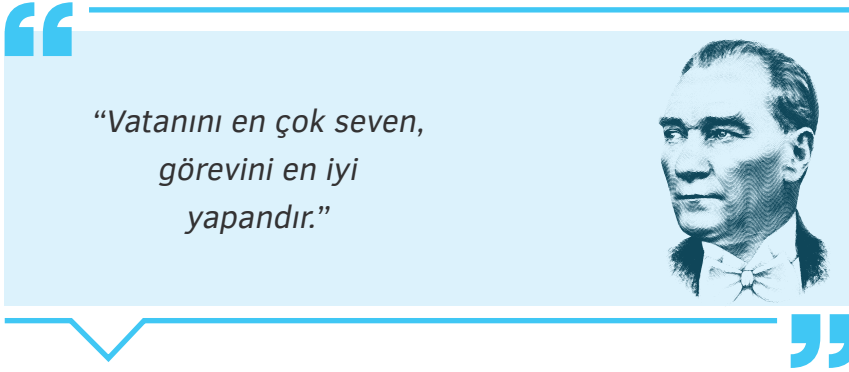 “Vatanını en çok seven,
görevini en iyi
yapandır.”